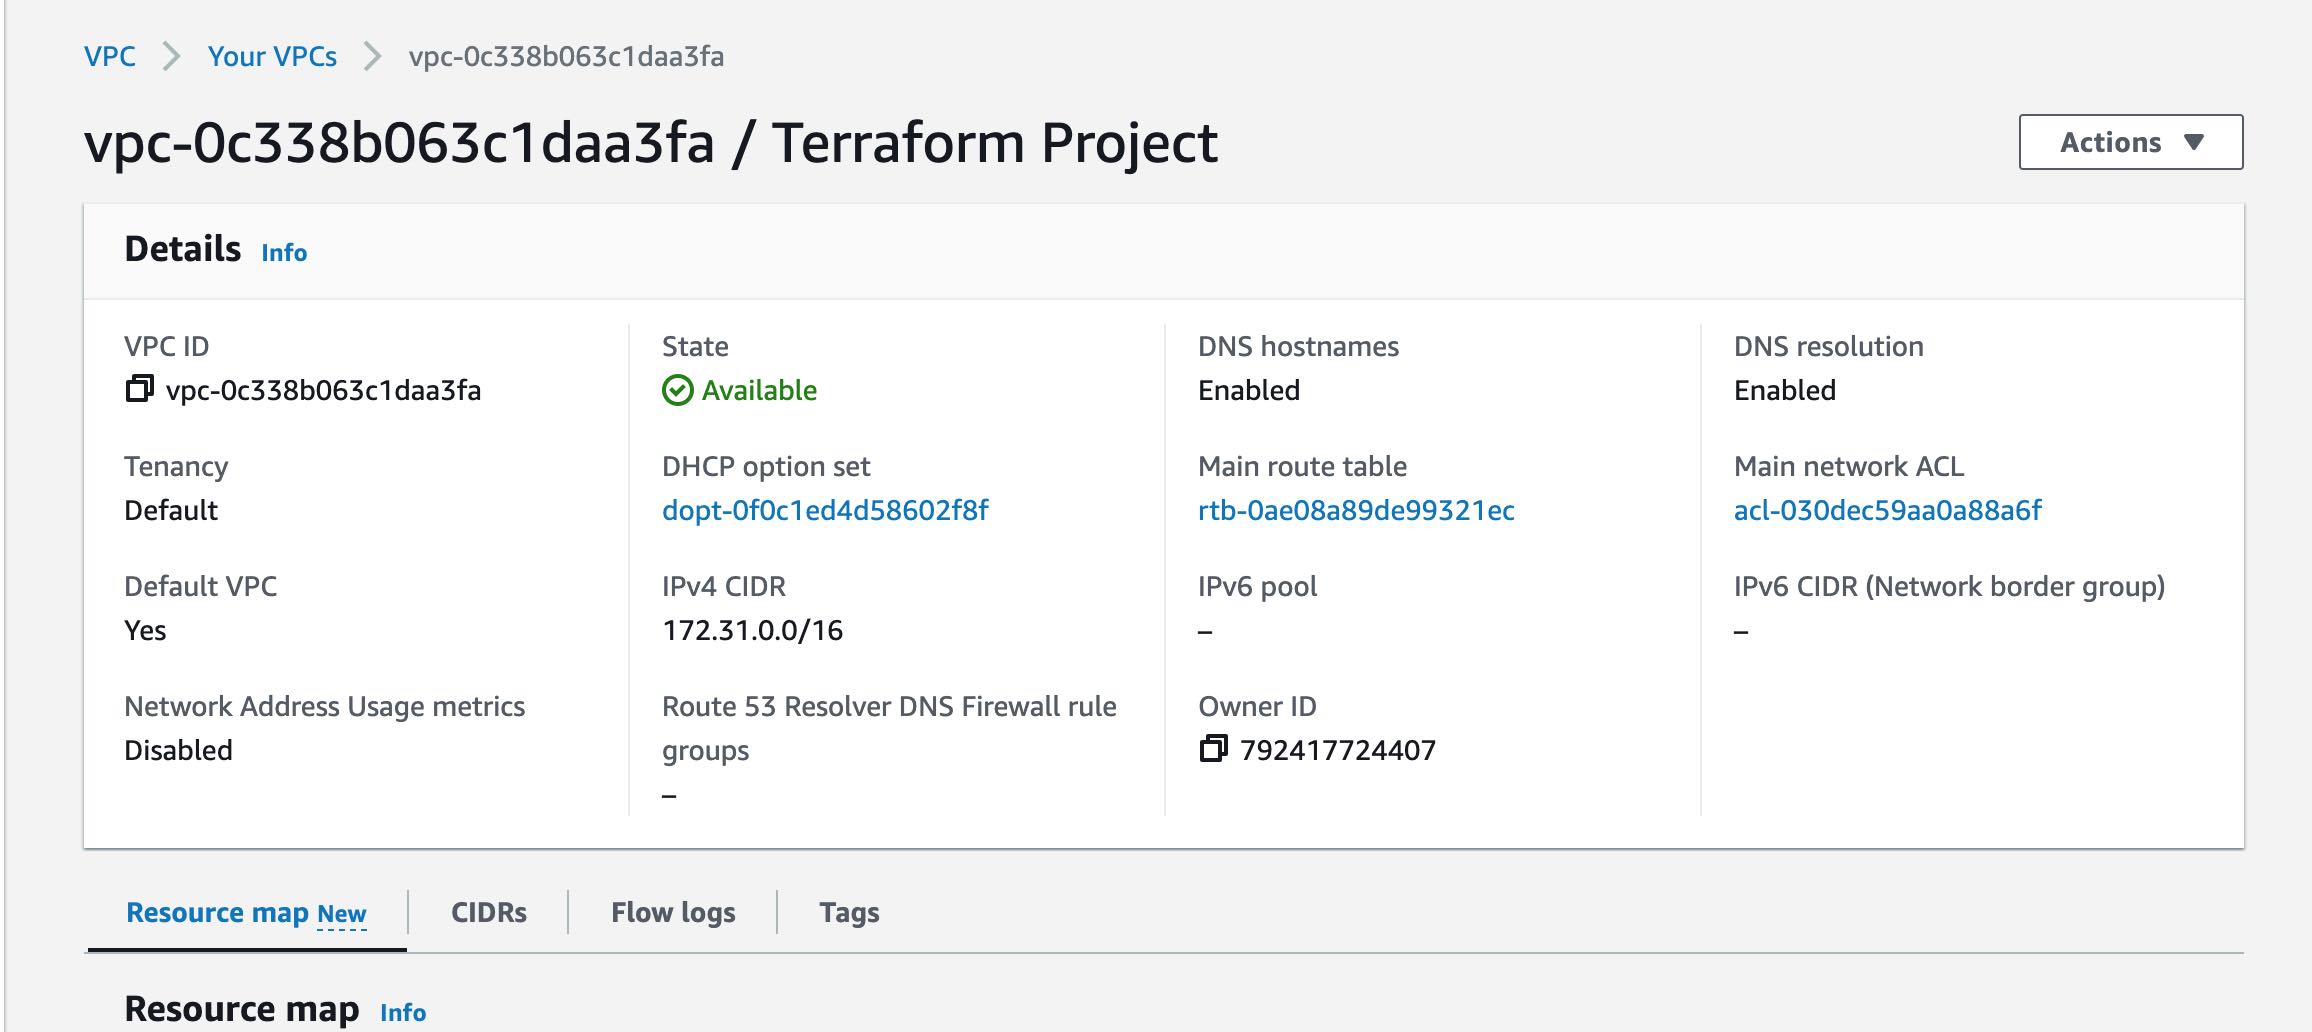 VPC > Your VPCs > vpc-0c338b063c1daa3fa
vpc-0c338b063c1daa3fa / Terraform Project
Actions
Details Info
VPC ID
vpc-0c338b063c1daa3fa
State
Available
DNS hostnames
Enabled
DNS resolution
Enabled
Tenancy
Default
DHCP option set
dopt-0f0c1ed4d58602f8f
Main route table
rtb-0ae08a89de99321ec
Main network ACL
acl-030dec59aa0a88a6f
Default VPC
Yes
IPv4 CIDR
172.31.0.0/16
IPv6 pool
–
IPv6 CIDR (Network border group)
–
Network Address Usage metrics
Disabled
Route 53 Resolver DNS Firewall rule
groups
–
Owner ID
792417724407
Resource map New
CIDRs
Flow logs
Tags
Resource map Info